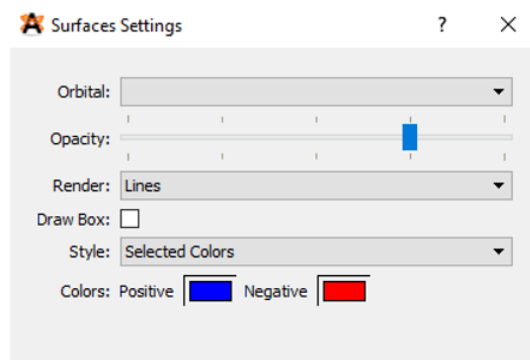 Surfaces Settings ?
Orbital:
Opacity:
Render: Lines
Draw Box:
Style: Selected Colors
Colors: Positive Negative